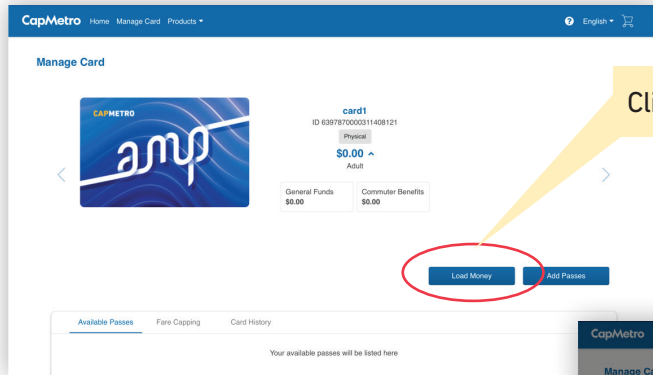 CapMetro Home Manage Card Products English
Manage Card
CAPMETRO
amp
card1
ID 6397870000311408121
Physical
$0.00
Adult
General Funds
$0.00
Commuter Benefits
$0.00
Load Money
Add Passes
Available Passes Fare Capping Card History
Your available passes will be listed here
CapMetro